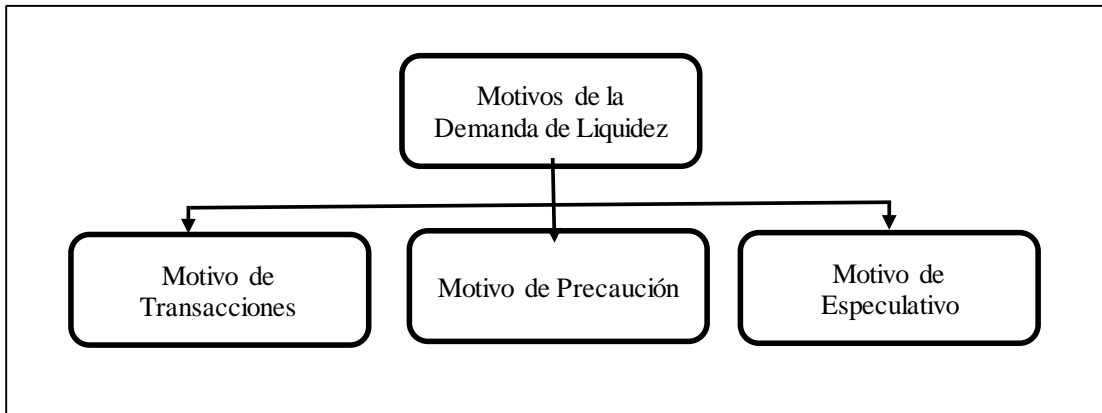 Motivos de la
Demanda de Liquidez
Motivo de
Transacciones
Motivo de Precaución
Motivo de
Especulativo